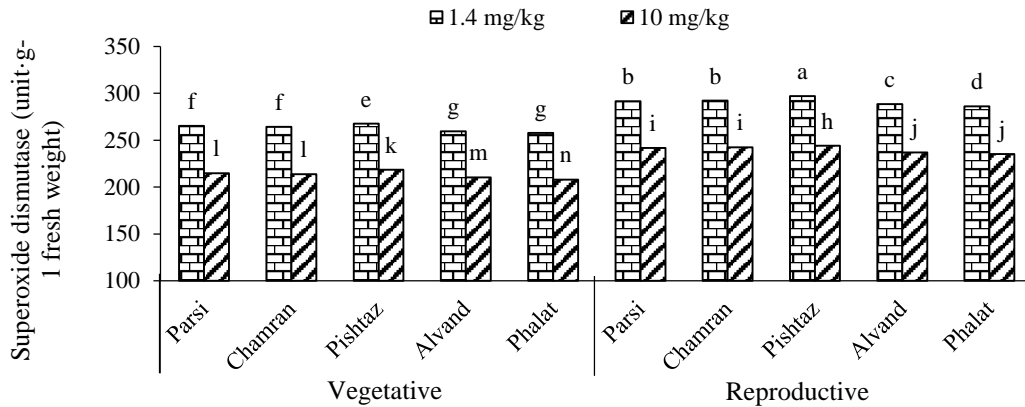 1.4 mg/kg 10 mg/kg
Superoxide dismutase (unit·g-
1 fresh weight)
350
300
250
200
150
100
f l f l e k g m g n b i b i a h c j d j
Parsi Chamran Pishtaz Alvand Phalat Parsi Chamran Pishtaz Alvand Phalat
Vegetative Reproductive